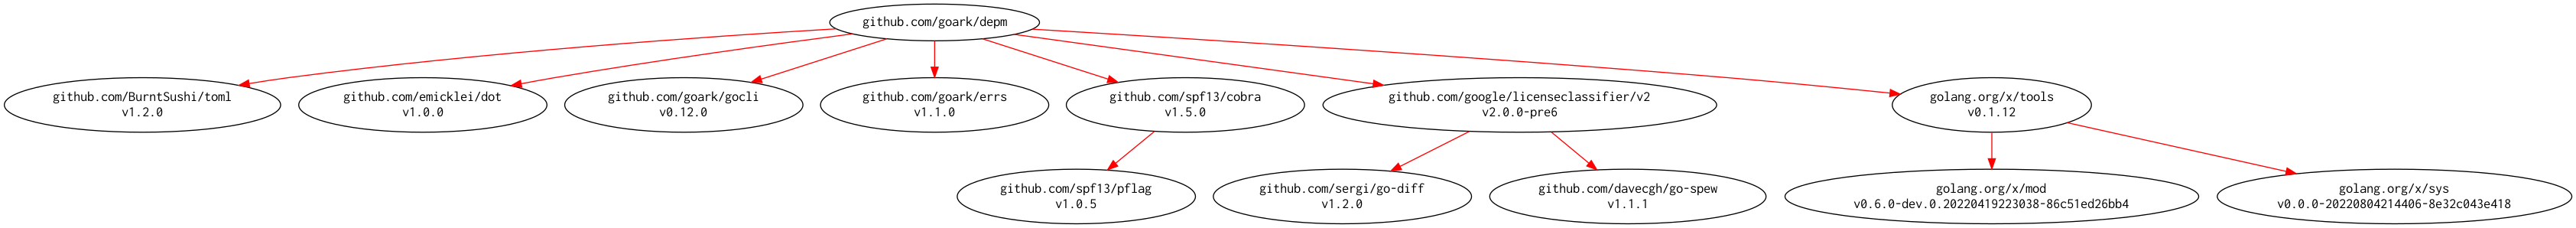 github.com/goark/depm
github.com/BurntSushi/toml
v1.2.0
github.com/emicklei/dot
v1.0.0
github.com/goark/gocli
v0.12.0
github.com/goark/errs
v1.1.0
github.com/spf13/cobra
v1.5.0
github.com/google/licenseclassifier/v2
v2.0.0-pre6
golang.org/x/tools
v0.1.12
github.com/spf13/pflag
v1.0.5
github.com/sergi/go-diff
v1.2.0
github.com/davecgh/go-spew
v1.1.1
golang.org/x/mod
v0.6.0-dev.0.20220419223038-86c51ed26bb4
golang.org/x/sys
v0.0.0-20220804214406-8e32c043e418